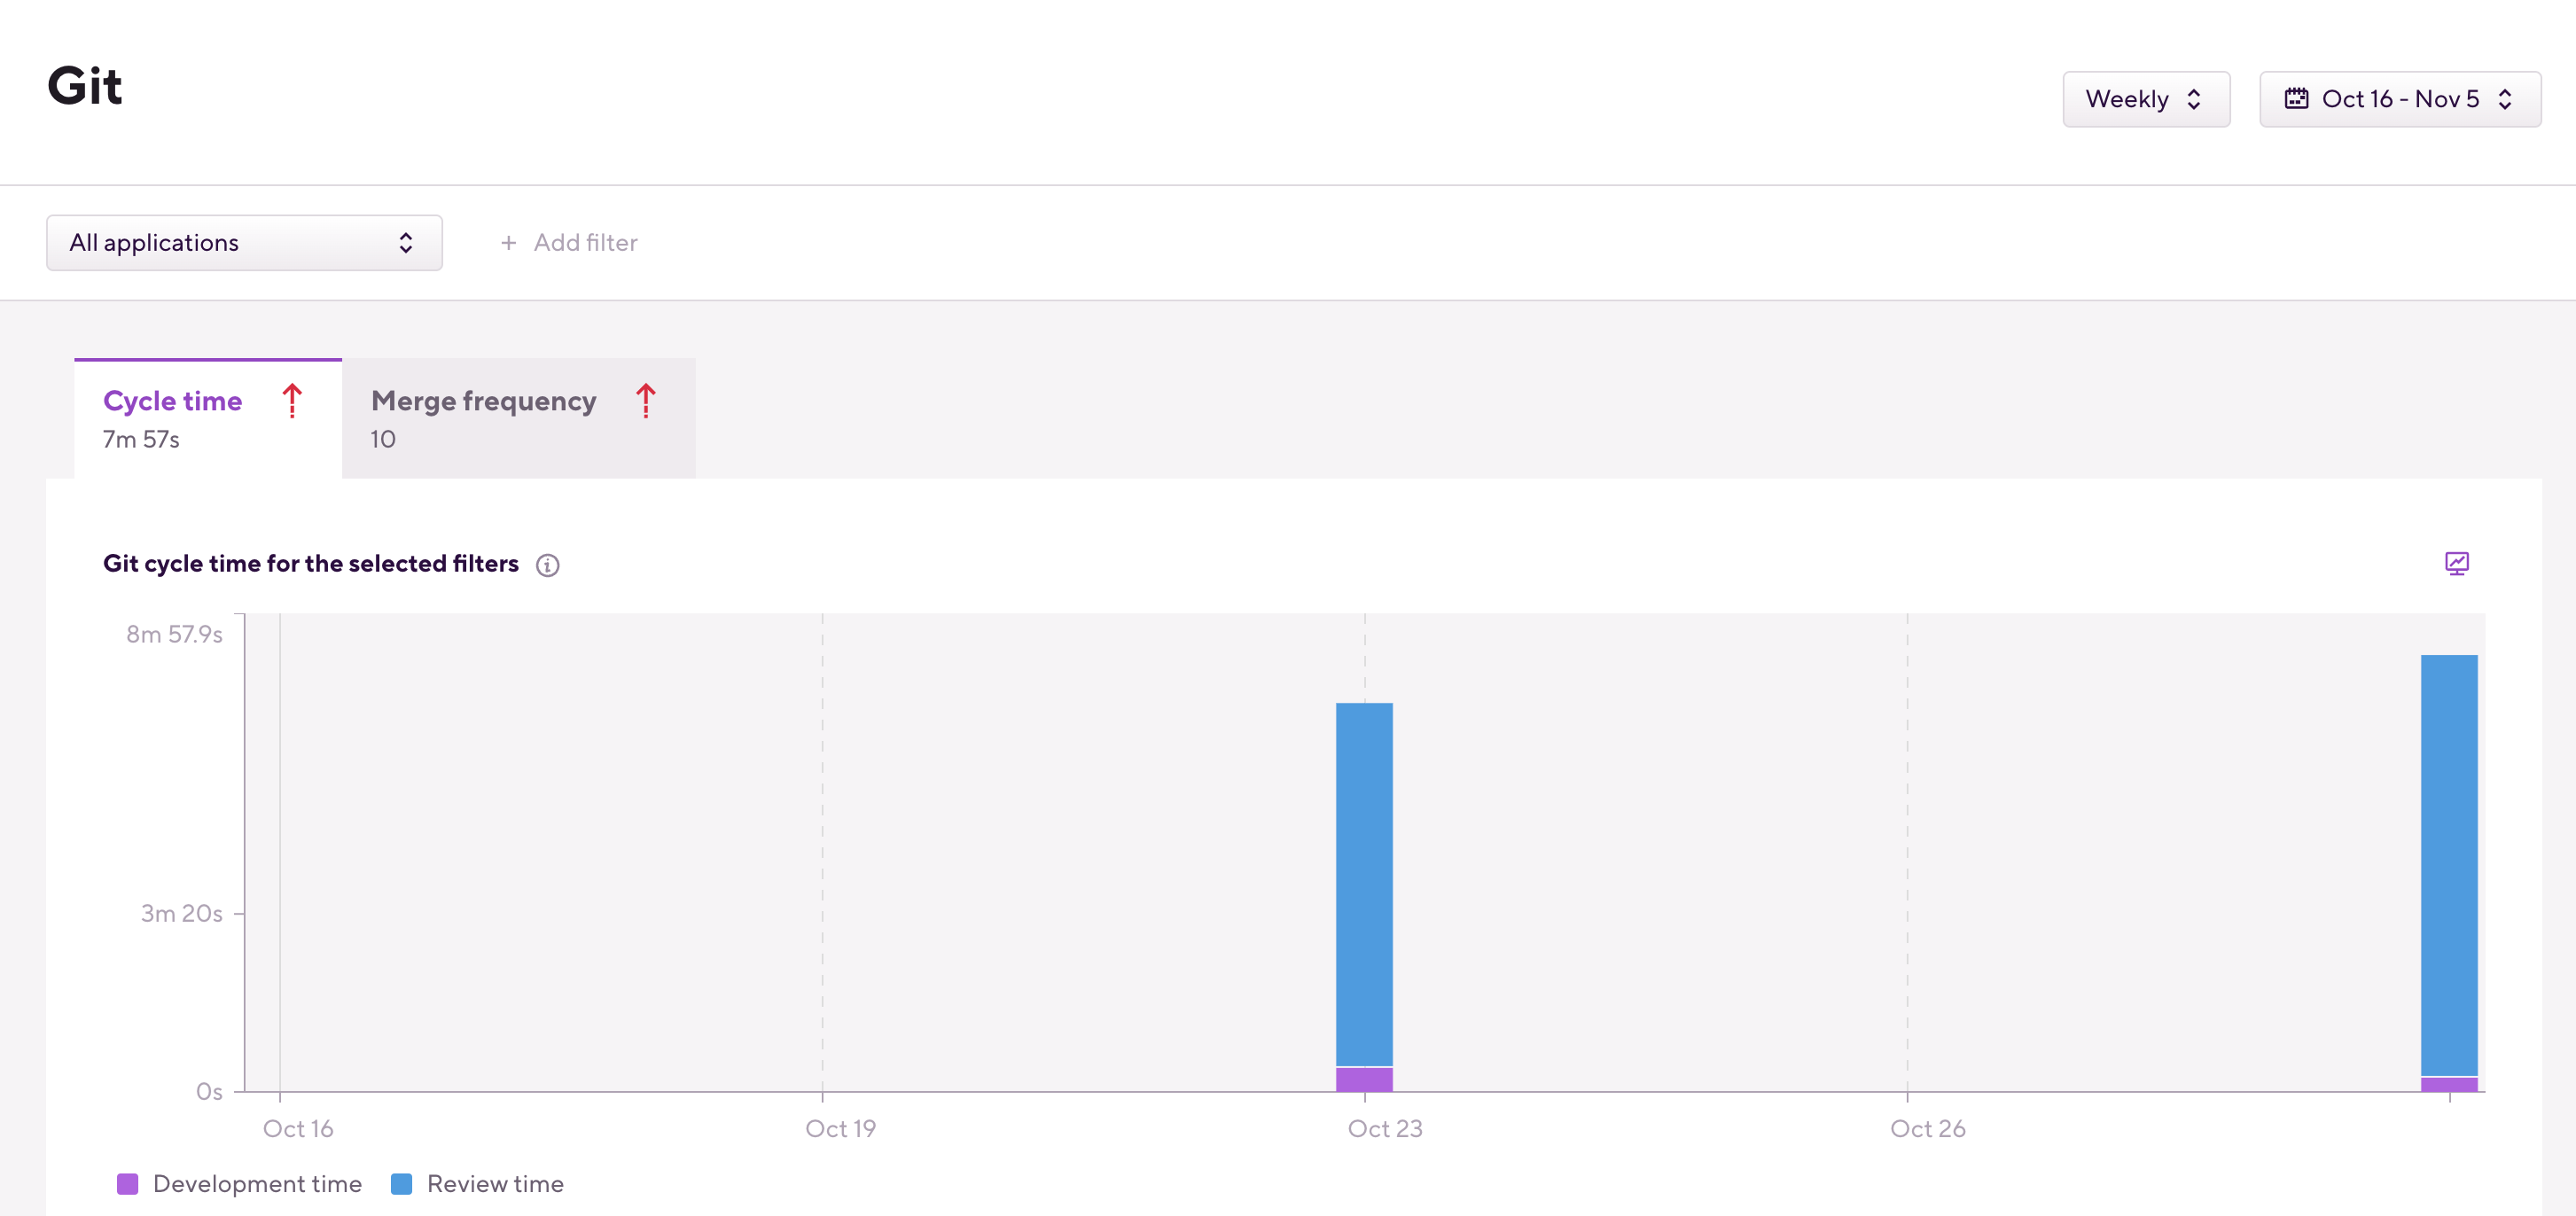 Git
Weekly
Oct 16 - Nov 5
All applications
+ Add filter
Cycle time
7m 57s
Merge frequency
10
Git cycle time for the selected filters
8m 57.9s
3m 20s
0s
Oct 16
Oct 19
Oct 23
Oct 26
Development time
Review time